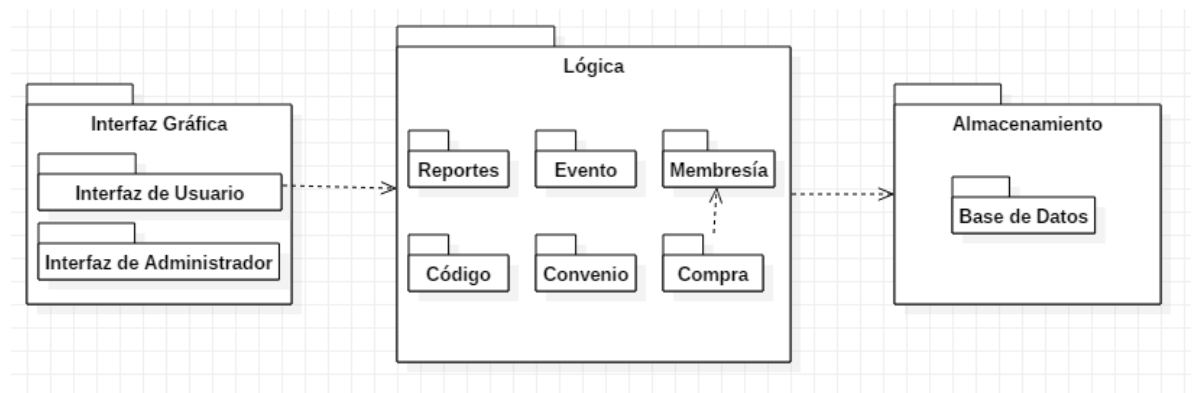 Interfaz Gráfica
Interfaz de Usuario
Interfaz de Administrador
Lógica
Reportes
Evento
Membresía
Código
Convenio
Compra
Almacenamiento
Base de Datos